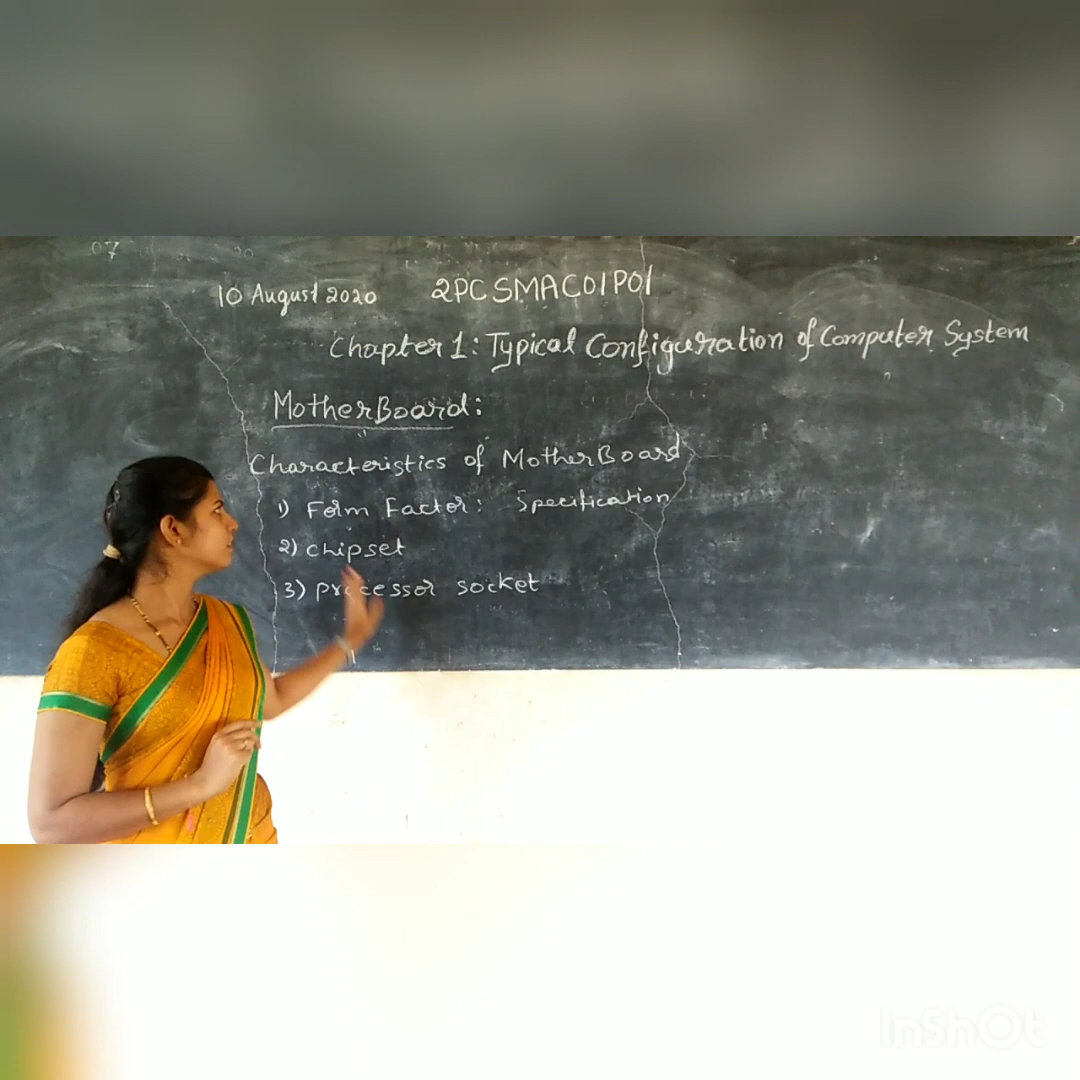 07
10 August 2020 2PCSMAC01P01
Chapter 1: Typical Configuration of Computer System
MotherBoard:
Characteristics of MotherBoard
1) Form Factor: Specification
2) chipset
3) processor socket
InShOt